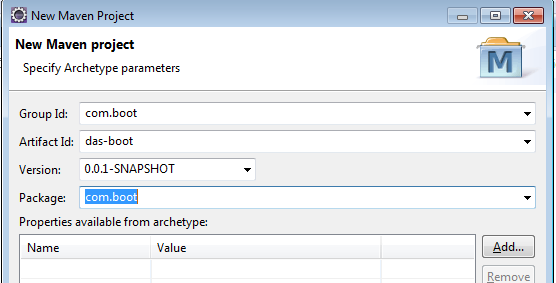 New Maven Project
New Maven project
Specify Archetype parameters
M
Group Id: com.boot
Artifact Id: das-boot
Version: 0.0.1-SNAPSHOT
Package: com.boot
Properties available from archetype:
Name Value Add...
Remove